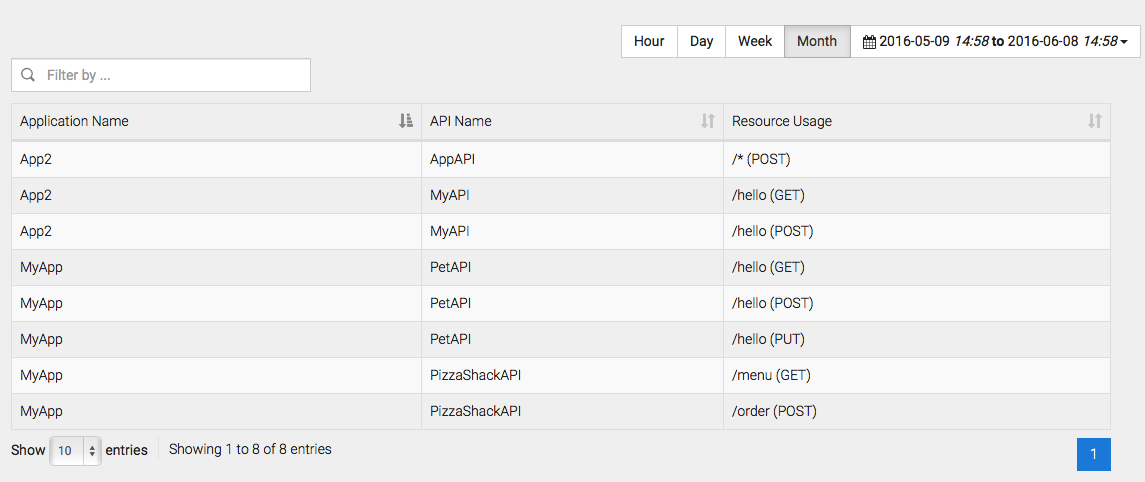 Hour Day Week Month 2016-05-09 14:58 to 2016-06-08 14:58
Filter by ...
Application Name API Name Resource Usage
App2 AppAPI /* (POST)
App2 MyAPI /hello (GET)
App2 MyAPI /hello (POST)
MyApp PetAPI /hello (GET)
MyApp PetAPI /hello (POST)
MyApp PetAPI /hello (PUT)
MyApp PizzaShackAPI /menu (GET)
MyApp PizzaShackAPI /order (POST)
Show 10 entries Showing 1 to 8 of 8 entries 1